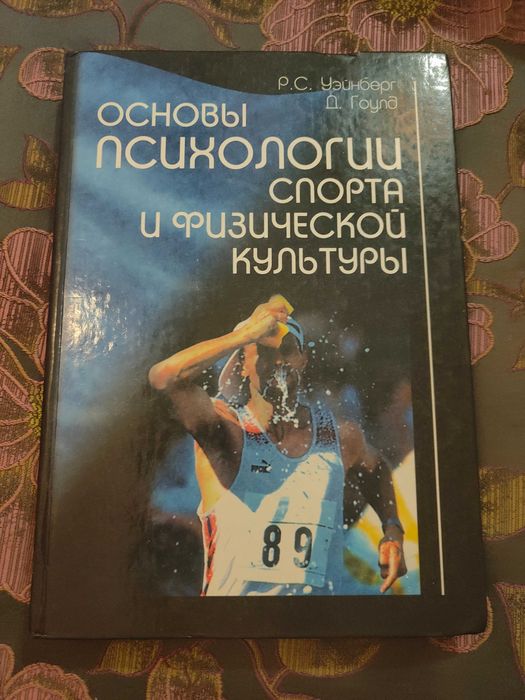 Р.С. Уэйнберг
Д. Гоулд
ОСНОВЫ
ПСИХОЛОГИИ
СПОРТА
И ФИЗИЧЕСКОЙ
КУЛЬТУРЫ
89